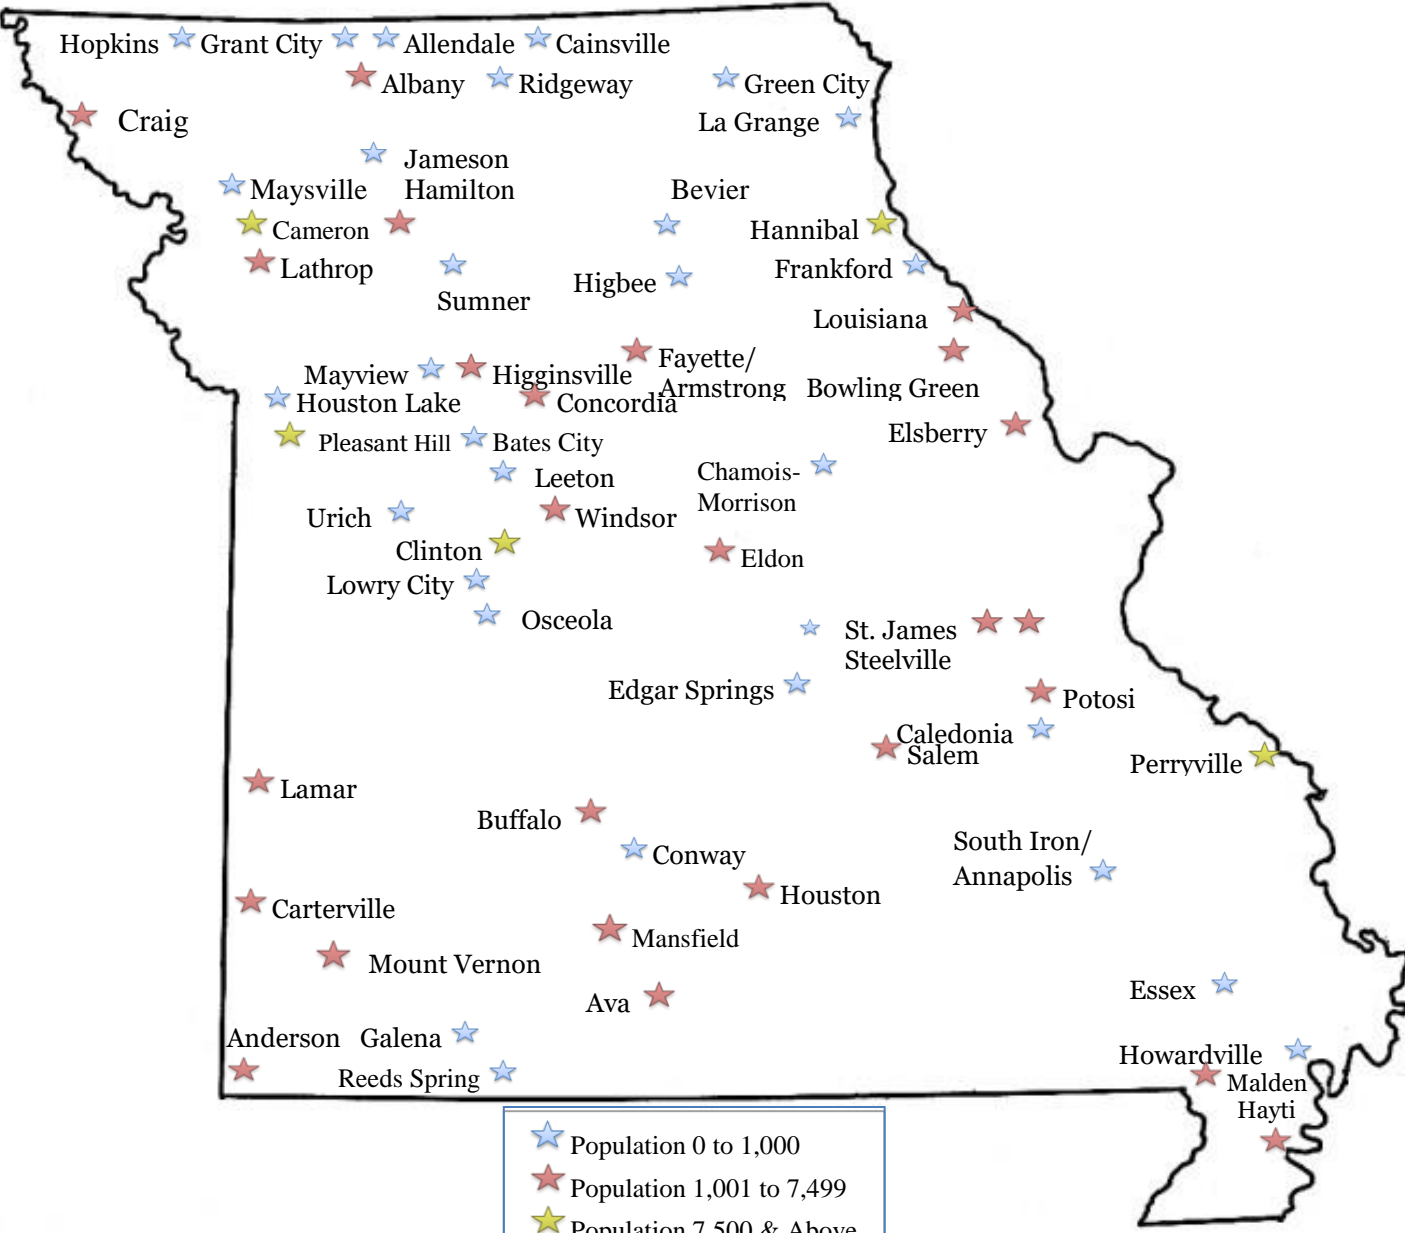 Hopkins
Grant City
Allendale
Cainsville
Albany
Ridgeway
Green City
Craig
La Grange
Jameson
Hamilton
Maysville
Bevier
Cameron
Hannibal
Lathrop
Frankford
Higbee
Sumner
Louisiana
Fayette/
Armstrong
Mayview
Higginsville
Bowling Green
Houston Lake
Concordia
Elsberry
Pleasant Hill
Bates City
Leeton
Chamois-
Morrison
Urich
Windsor
Clinton
Eldon
Lowry City
Osceola
St. James
Steelville
Edgar Springs
Potosi
Caledonia
Salem
Perryville
Lamar
Buffalo
Conway
South Iron/
Annapolis
Houston
Carterville
Mansfield
Mount Vernon
Essex
Ava
Anderson
Galena
Howardville
Reeds Spring
Malden
Hayti
Population 0 to 1,000
Population 1,001 to 7,499
Population 7,500 & Above